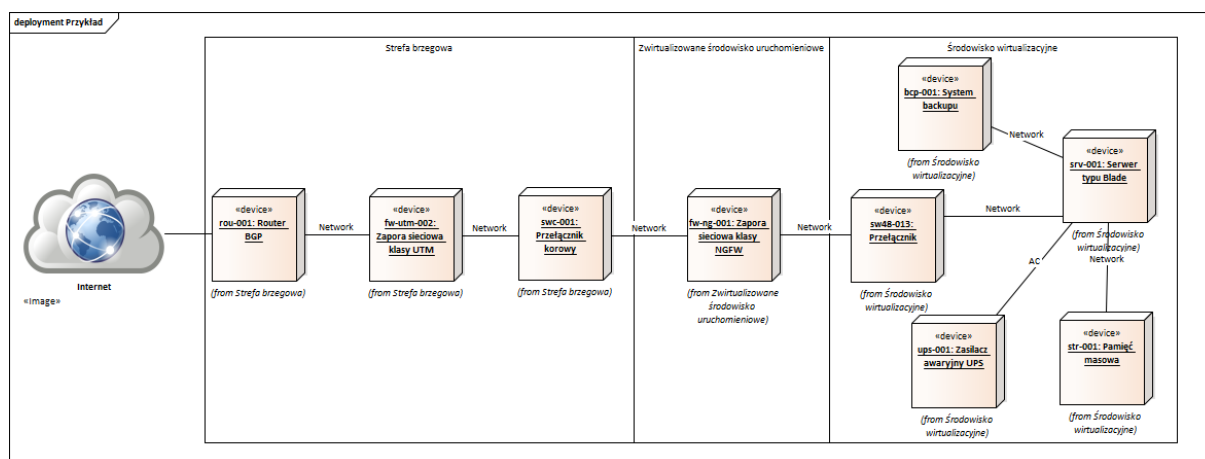 deployment Przykład
Strefa brzegowa
Zwirtualizowane środowisko uruchomieniowe
Środowisko wirtualizacyjne
«device»
bcp-001: System
backupu
(from Środowisko
wirtualizacyjne)
Network
«device»
srv-001: Serwer
typu Blade
(from Środowisko
wirtualizacyjne)
Internet
«image»
«device»
rou-001: Router
BGP
(from Strefa brzegowa)
Network
«device»
fw-utm-002:
Zapora sieciowa
klasy UTM
(from Strefa brzegowa)
Network
«device»
swc-001:
Przełącznik
korowy
(from Strefa brzegowa)
Network
«device»
fw-ng-001: Zapora
sieciowa klasy
NGFW
(from Zwirtualizowane
środowisko
uruchomieniowe)
Network
«device»
sw48-013:
Przełącznik
(from Środowisko
wirtualizacyjne)
Network
AC
Network
«device»
ups-001: Zasilacz
awaryjny UPS
(from Środowisko
wirtualizacyjne)
«device»
str-001: Pamięć
masowa
(from Środowisko
wirtualizacyjne)